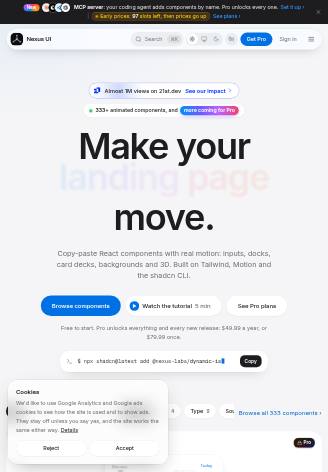 New MCP server: your coding agent adds components by name. Pro unlocks every one. Set it up ›
Early prices: 97 slots left, then prices go up See plans ›
Nexus UI Search ⌘K Get Pro Sign in
Almost 1M views on 21st.dev See our impact ›
333+ animated components, and more coming for Pro
Make your
landing page
move.
Copy-paste React components with real motion: inputs, docks,
card decks, backgrounds and 3D. Built on Tailwind, Motion and
the shadcn CLI.
Browse components Watch the tutorial 5 min See Pro plans
Free to start. Pro unlocks everything and every new release: $49.99 a year, or
$79.99 once.
$ npx shadcn@latest add @nexus-labs/dynamic-is Copy
Cookies
We'd like to use Google Analytics and Google ads
cookies to see how the site is used and to show ads.
They stay off unless you say yes, and the site works the
same either way. Details
Reject Accept
4 Type Browse all 333 components ›
Pro
Today